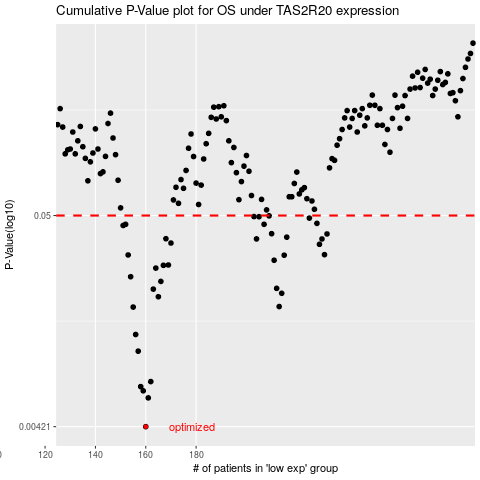 Cumulative P-Value plot for OS under TAS2R20 expression
P-Value(log10)
0.05
0.00421
optimized
0 120 140 160 180
# of patients in 'low exp' group